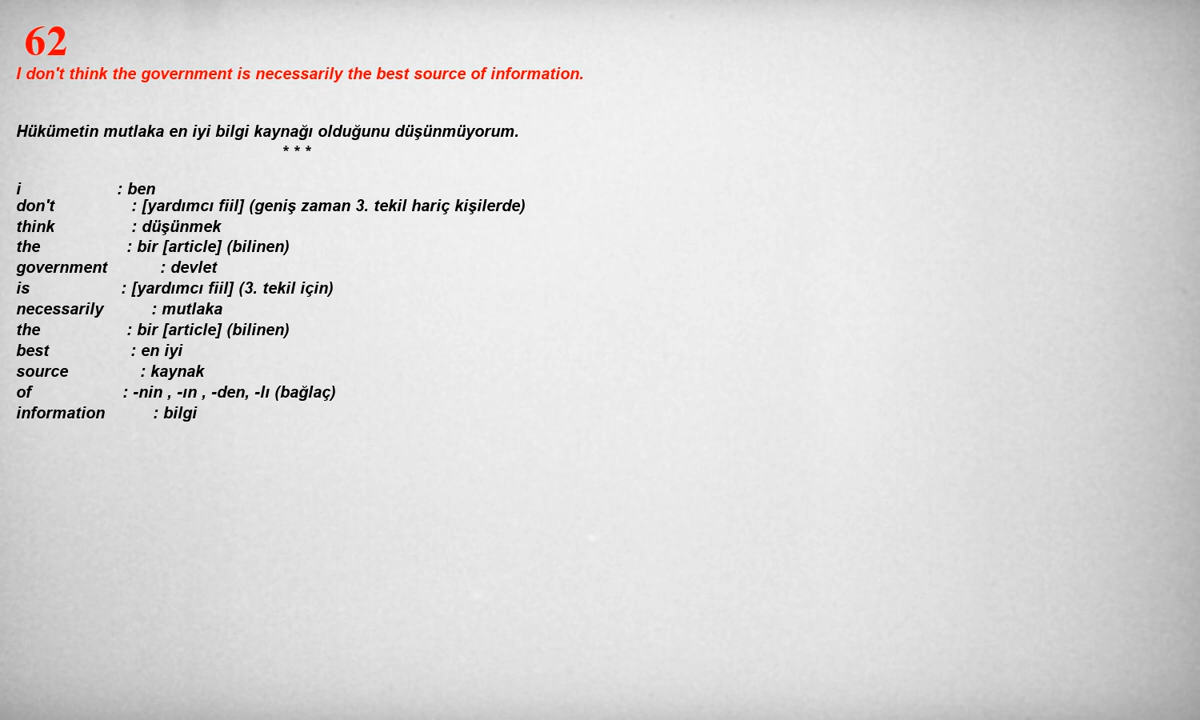 62
I don't think the government is necessarily the best source of information.
Hükümetin mutlaka en iyi bilgi kaynağı olduğunu düşünmüyorum.
* * *
i : ben
don't : [yardımcı fiil] (geniş zaman 3. tekil hariç kişilerde)
think : düşünmek
the : bir [article] (bilinen)
government : devlet
is : [yardımcı fiil] (3. tekil için)
necessarily : mutlaka
the : bir [article] (bilinen)
best : en iyi
source : kaynak
of : -nin , -ın , -den, -lı (bağlaç)
information : bilgi